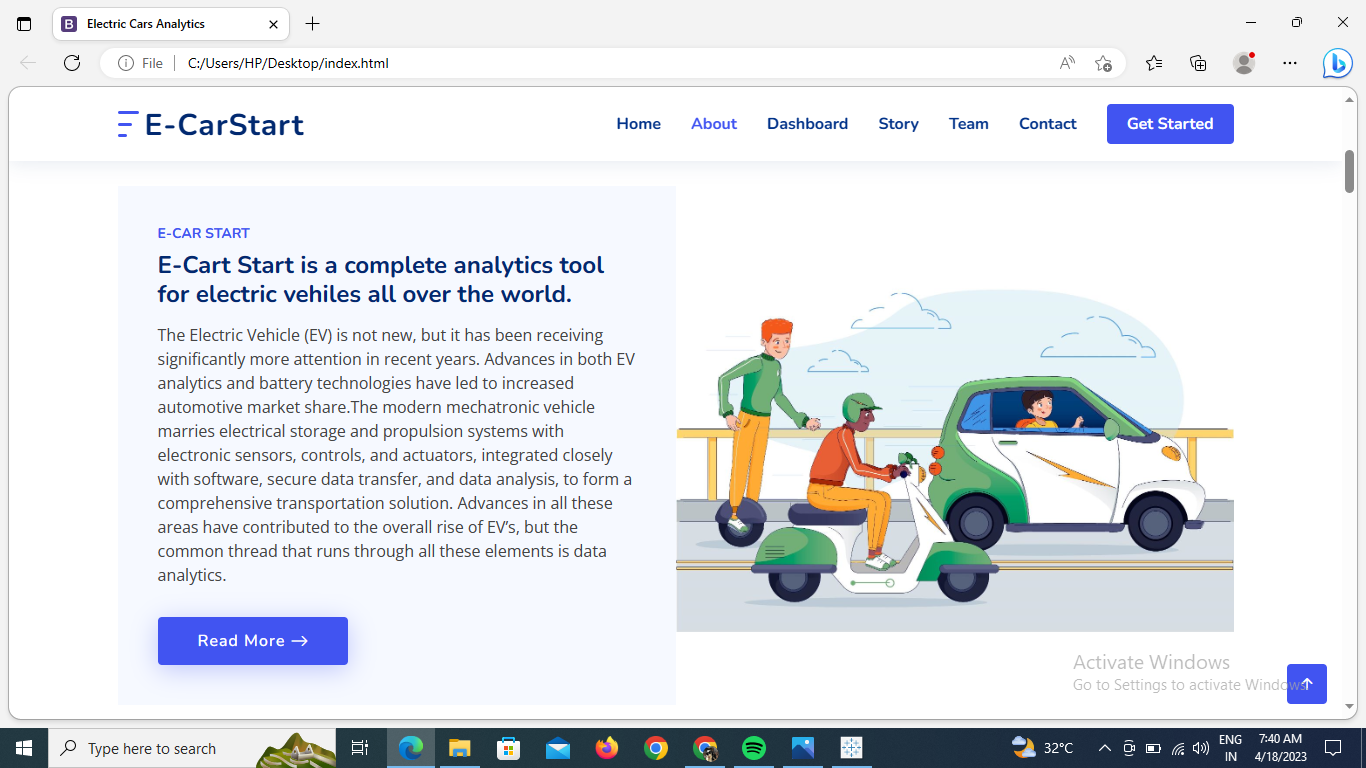 Electric Cars Analytics
File
C:/Users/HP/Desktop/index.html
E-CarStart
Home About Dashboard Story Team Contact Get Started
E-CAR START
E-Cart Start is a complete analytics tool
for electric vehiles all over the world.
The Electric Vehicle (EV) is not new, but it has been receiving
significantly more attention in recent years. Advances in both EV
analytics and battery technologies have led to increased
automotive market share.The modern mechatronic vehicle
marries electrical storage and propulsion systems with
electronic sensors, controls, and actuators, integrated closely
with software, secure data transfer, and data analysis, to form a
comprehensive transportation solution. Advances in all these
areas have contributed to the overall rise of EV’s, but the
common thread that runs through all these elements is data
analytics.
Read More →
Activate Windows
Go to Settings to activate Windows.
Type here to search
32°C
ENG
IN
7:40 AM
4/18/2023